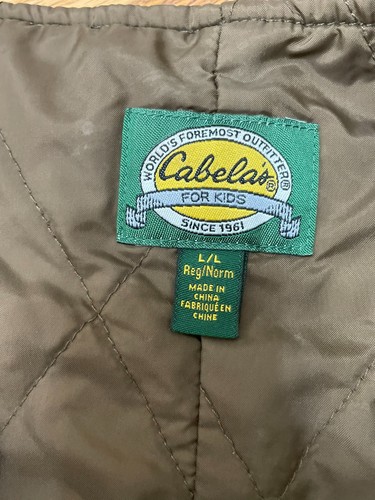 WORLD'S FOREMOST OUTFITTER®
Cabela's®
FOR KIDS
SINCE 1961
L/L
Reg/Norm
MADE IN
CHINA
FABRIQUÉ EN
CHINE